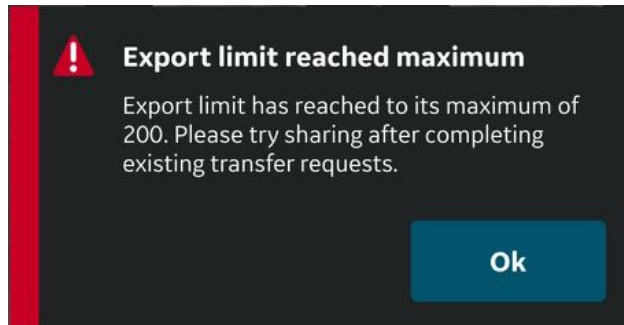 Export limit reached maximum
Export limit has reached to its maximum of
200. Please try sharing after completing
existing transfer requests.
Ok